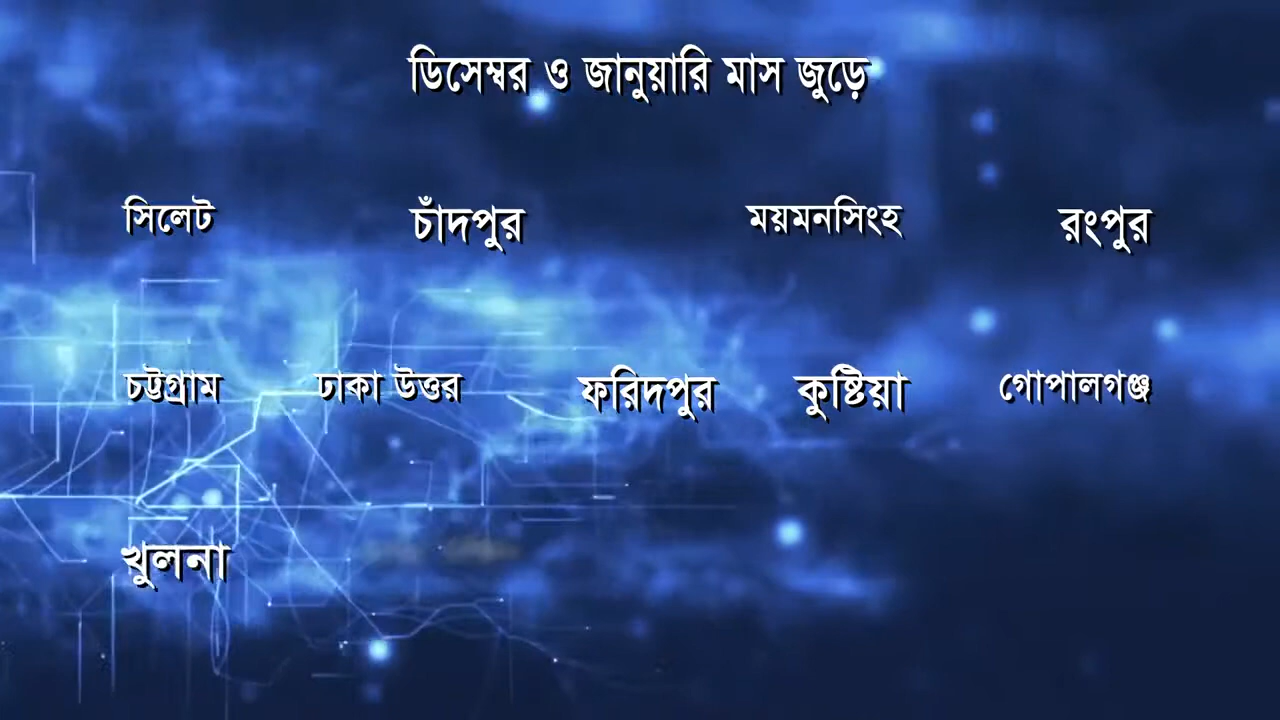 ডিসেম্বর ও জানুয়ারি মাস জুড়ে
সিলেট চাঁদপুর ময়মনসিংহ রংপুর
চট্টগ্রাম ঢাকা উত্তর ফরিদপুর কুষ্টিয়া গোপালগঞ্জ
খুলনা